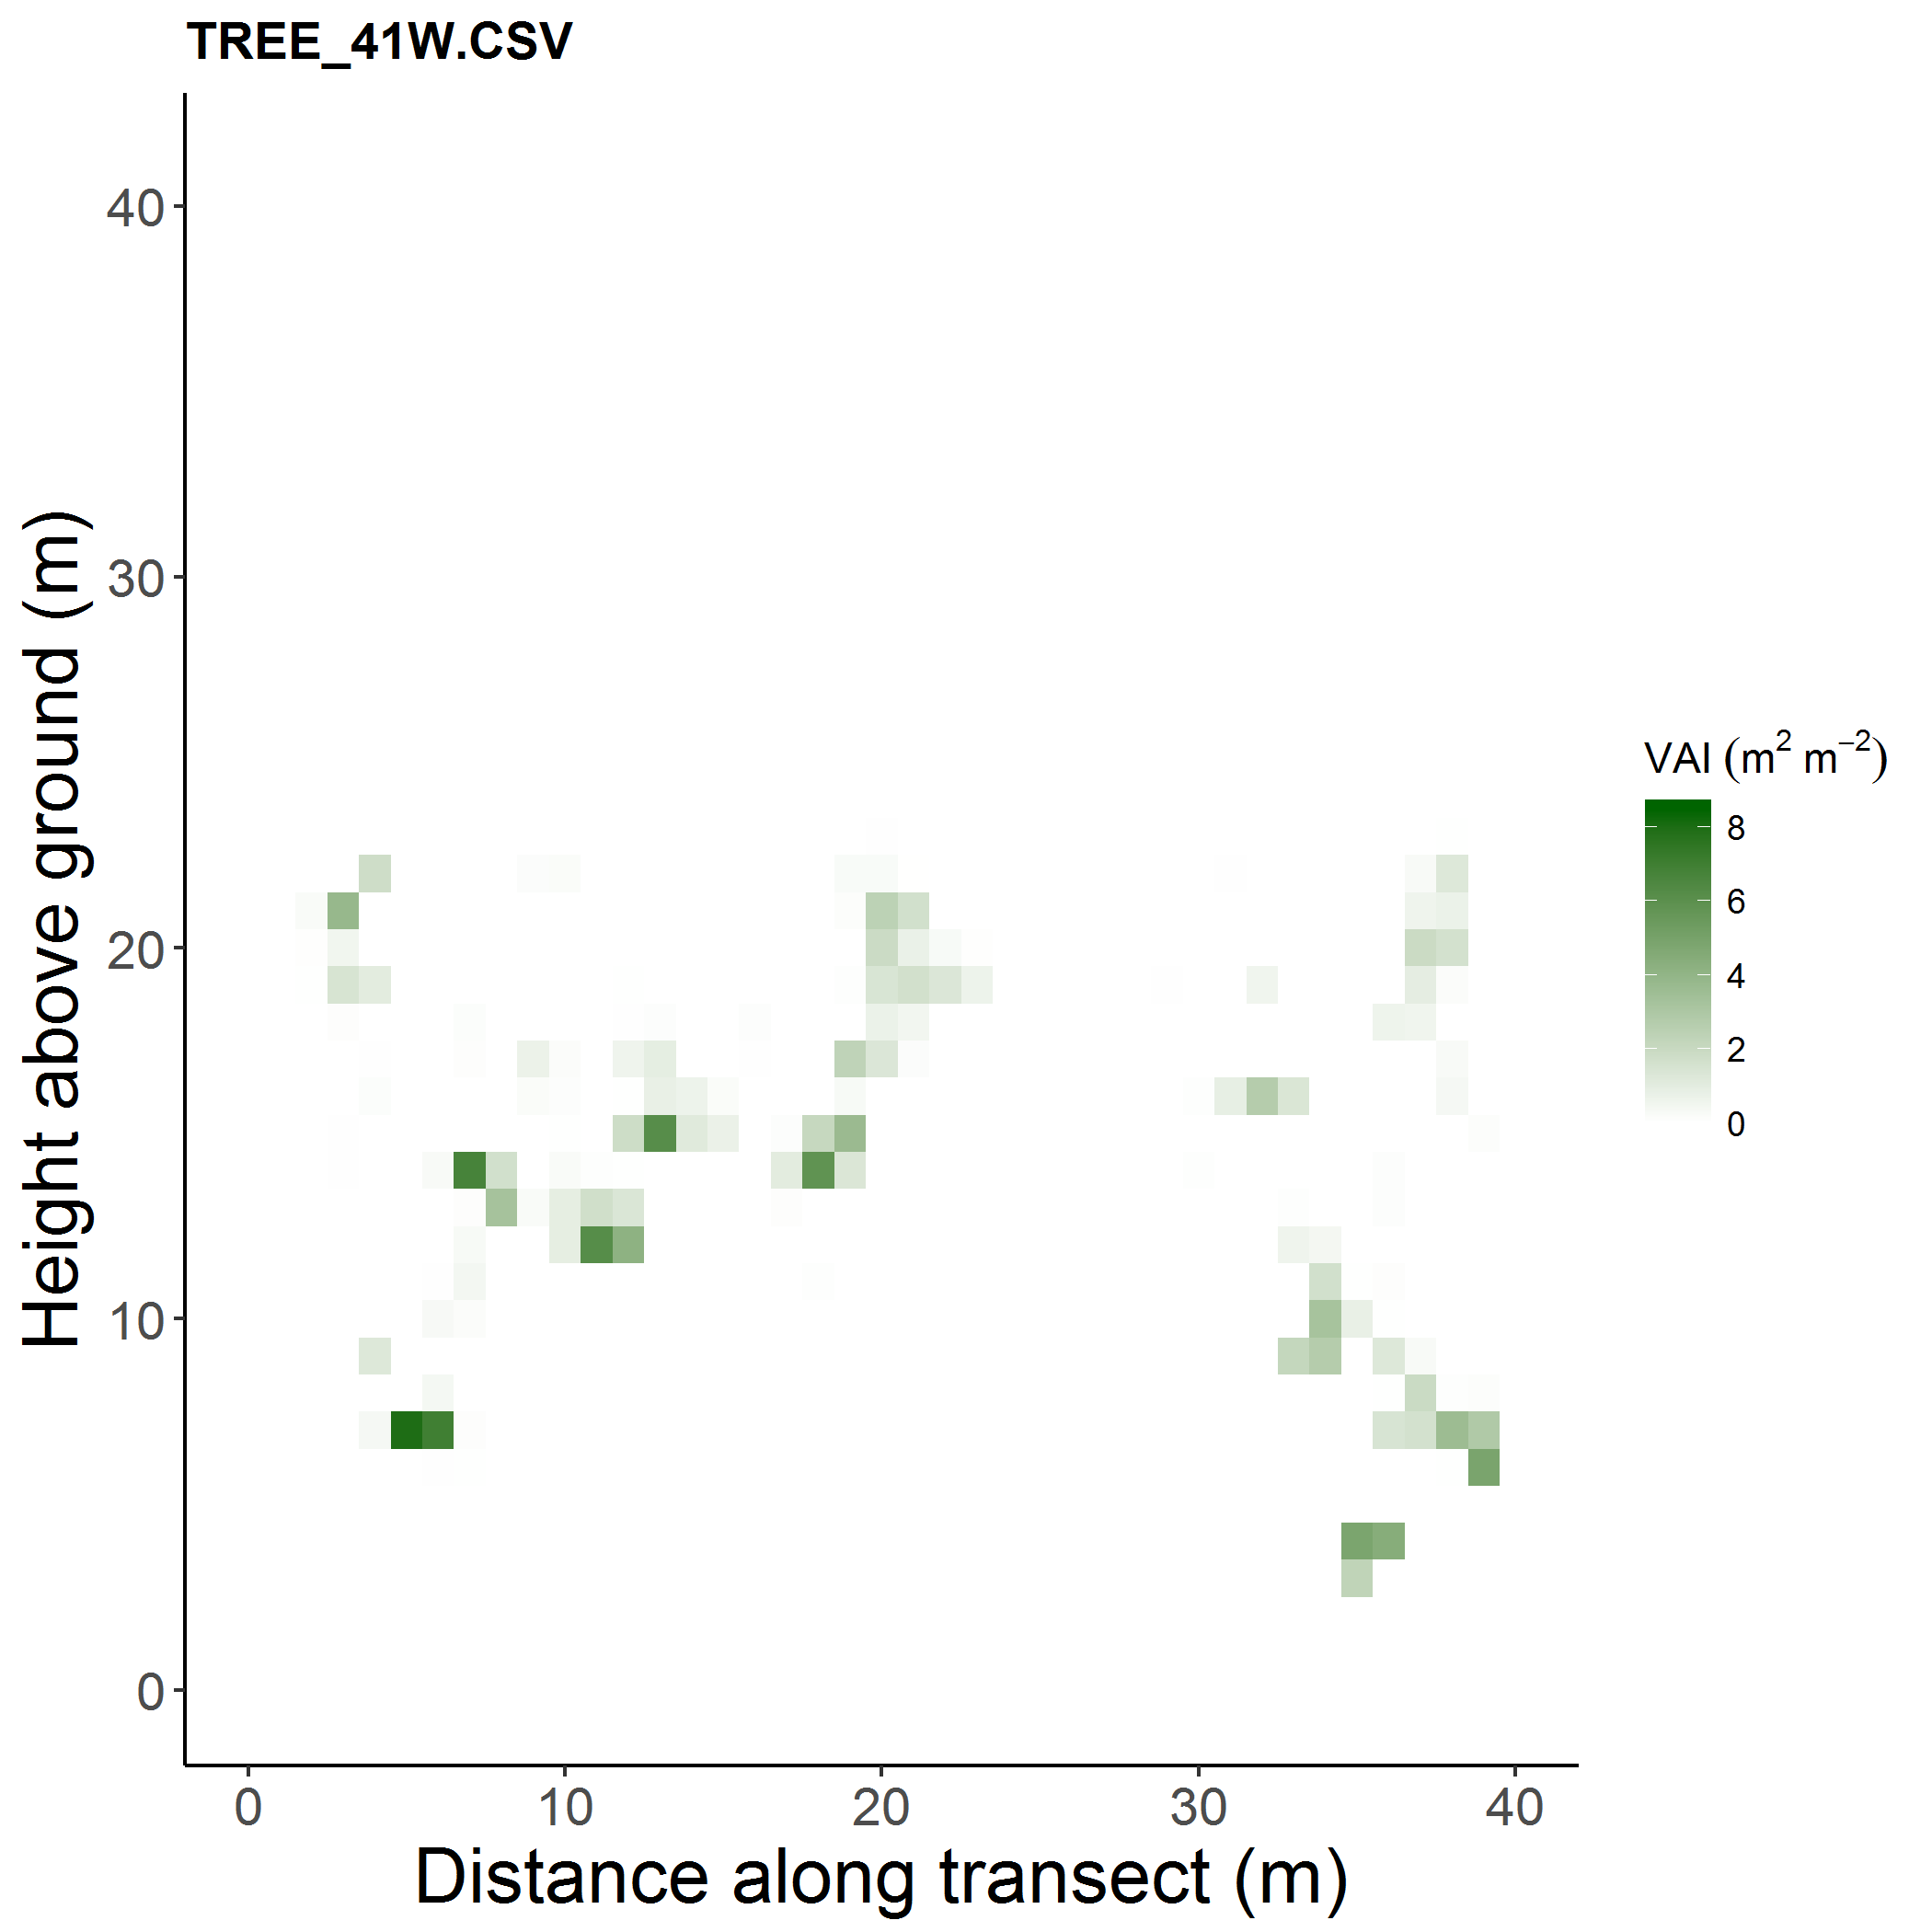 TREE_41W.CSV
Height above ground (m)
40
30
20
10
0
0 10 20 30 40
Distance along transect (m)
VAI (m² m⁻²)
8
6
4
2
0